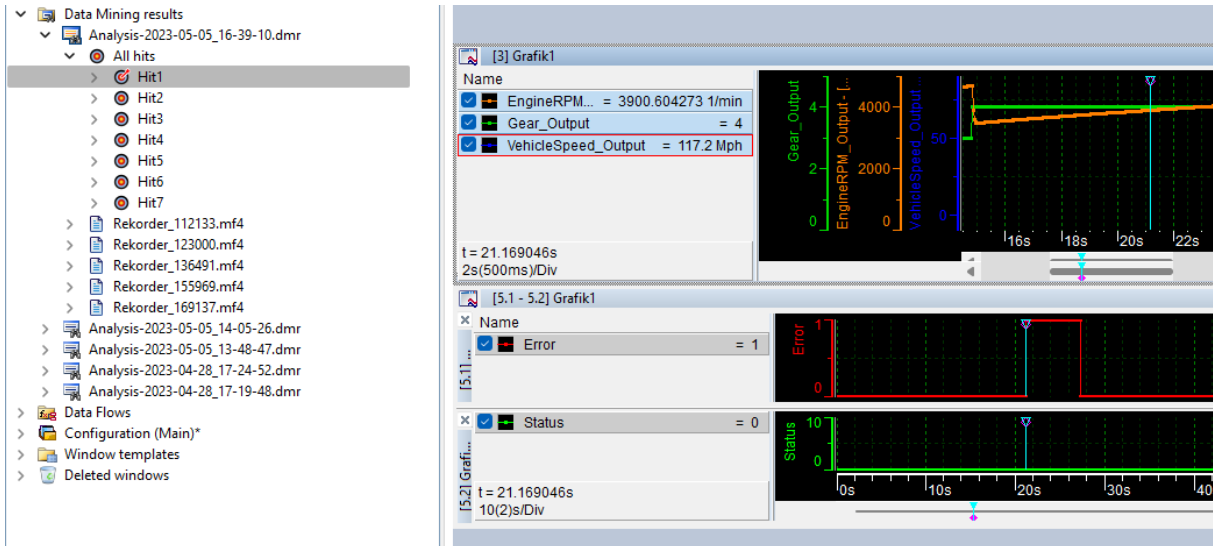 Data Mining results
Analysis-2023-05-05_16-39-10.dmr
All hits
Hit1
Hit2
Hit3
Hit4
Hit5
Hit6
Hit7
Rekorder_112133.mf4
Rekorder_123000.mf4
Rekorder_136491.mf4
Rekorder_155969.mf4
Rekorder_169137.mf4
Analysis-2023-05-05_14-05-26.dmr
Analysis-2023-05-05_13-48-47.dmr
Analysis-2023-04-28_17-24-52.dmr
Analysis-2023-04-28_17-19-48.dmr
Data Flows
Configuration (Main)*
Window templates
Deleted windows
[3] Grafik1
Name
EngineRPM... = 3900.604273 1/min
Gear_Output = 4
VehicleSpeed_Output = 117.2 Mph
t = 21.169046s
2s(500ms)/Div
Gear_Output
4
2
0
EngineRPM_Output - [...
4000
2000
0
VehicleSpeed_Output...
50
0
16s 18s 20s 22s
[5.1 - 5.2] Grafik1
Name
Error = 1
[5.1] ...
Error
1
0
Status = 0
[5.2] Grafi...
t = 21.169046s
10(2)s/Div
Status
10
0
0s 10s 20s 30s 40